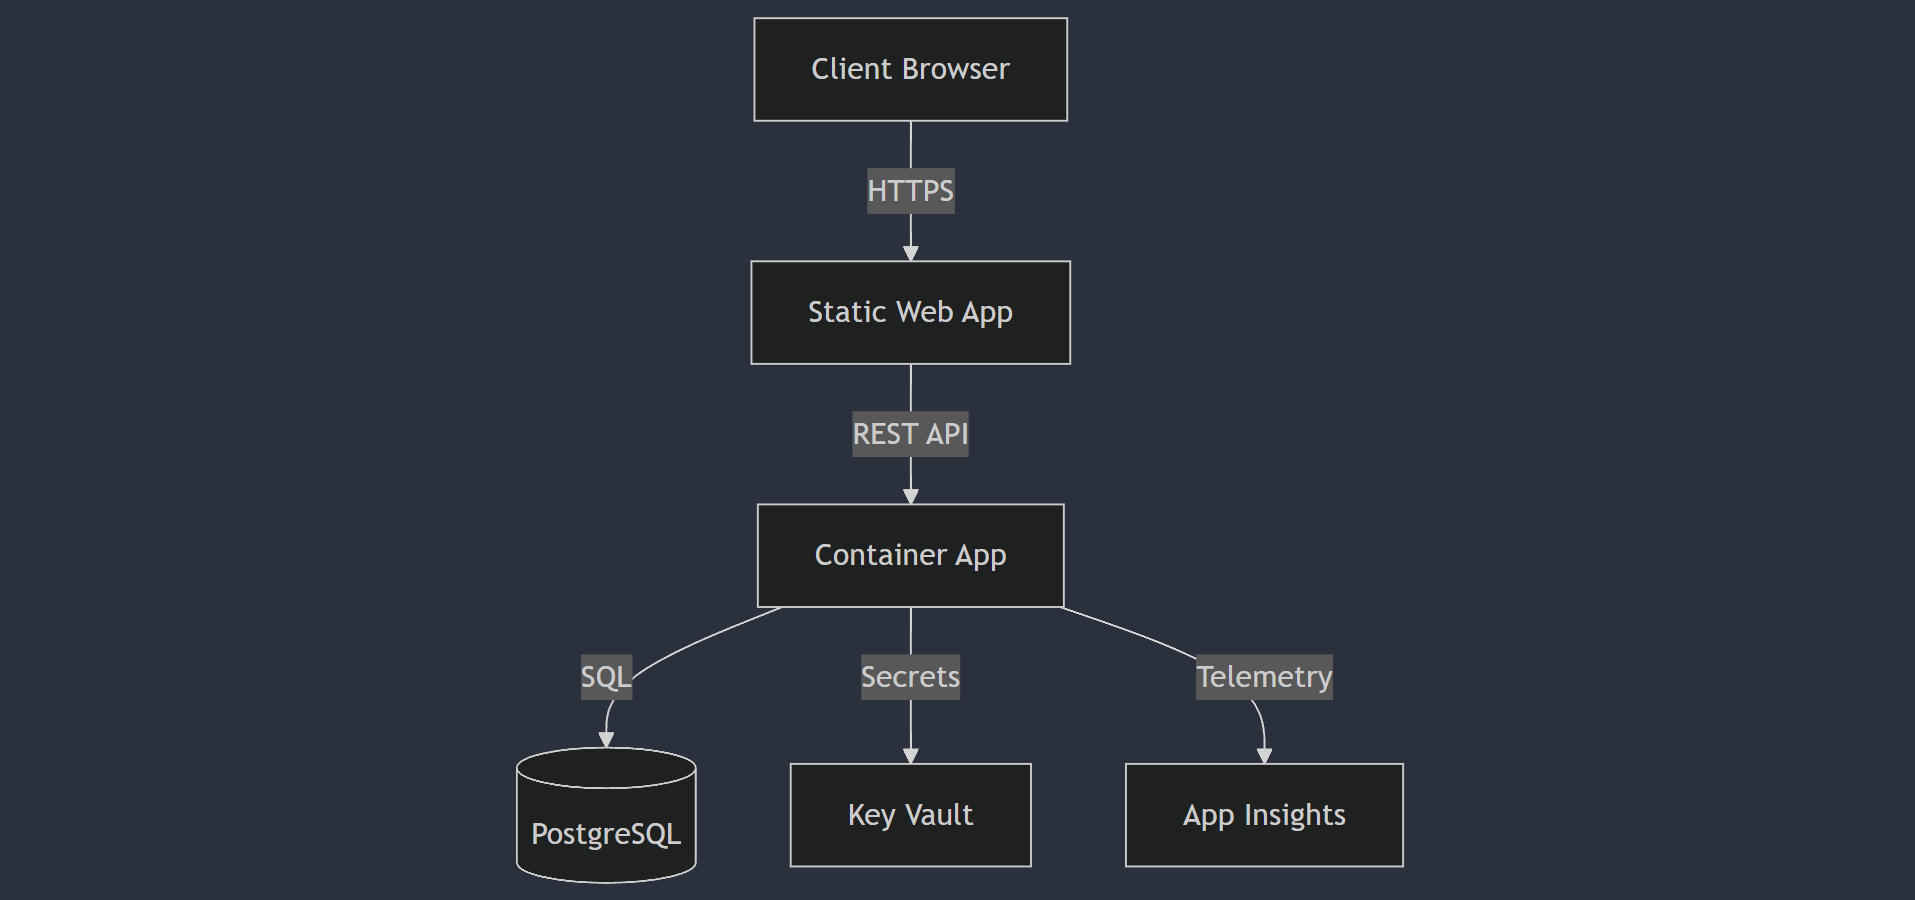 Client Browser
HTTPS
Static Web App
REST API
Container App
SQL
Secrets
Telemetry
PostgreSQL
Key Vault
App Insights